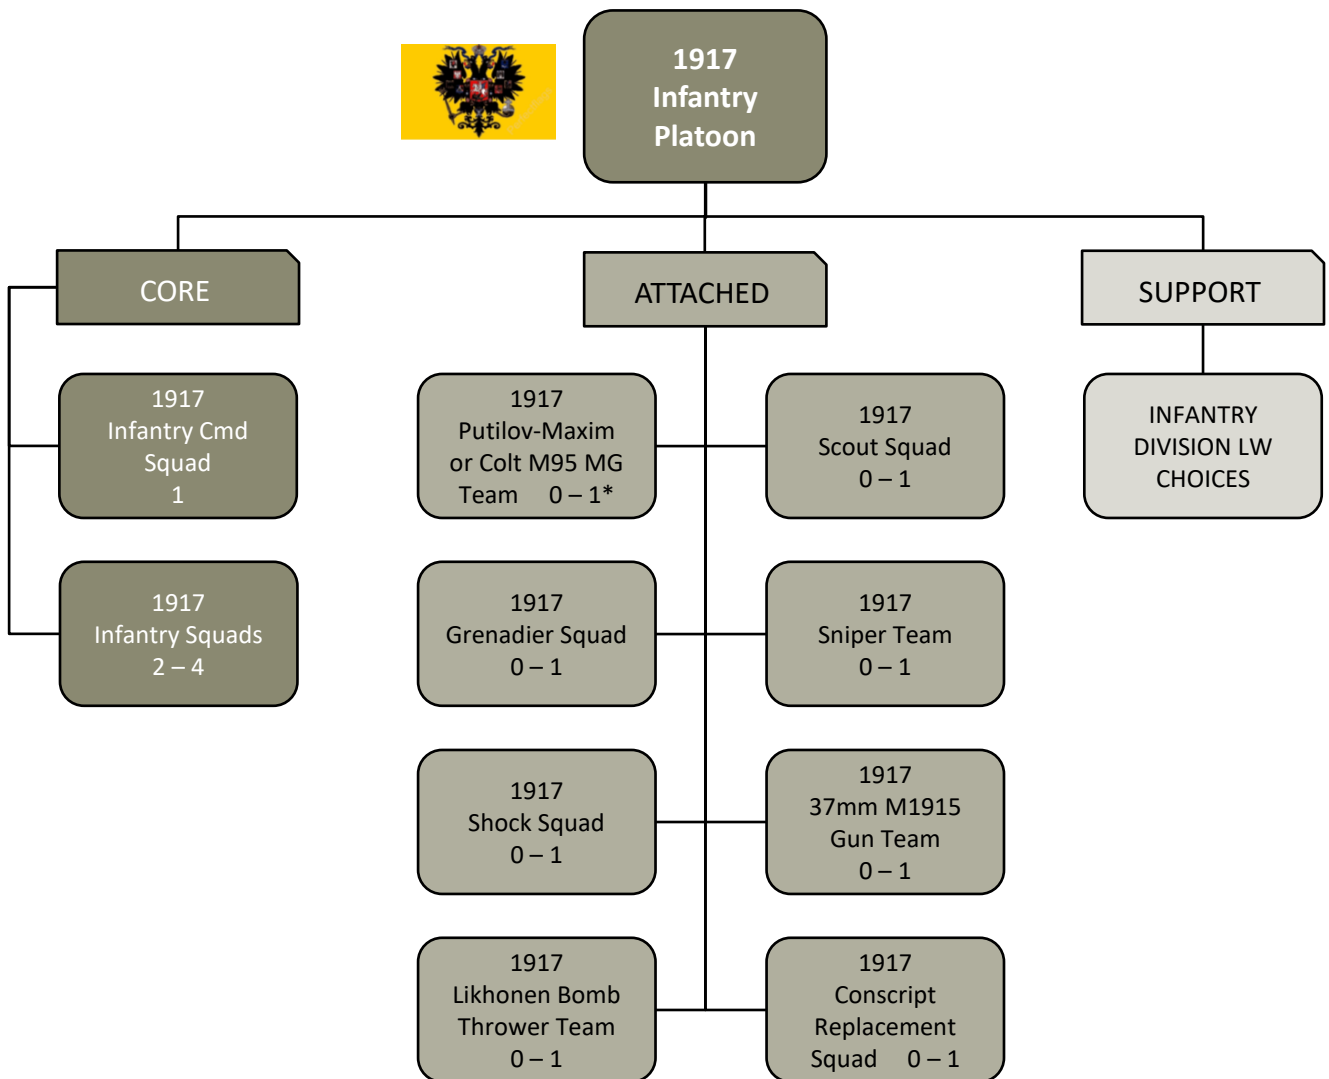 1917
Infantry
Platoon
CORE
ATTACHED
SUPPORT
1917
Infantry Cmd
Squad
1
1917
Putilov-Maxim
or Colt M95 MG
Team 0 – 1*
1917
Scout Squad
0 – 1
INFANTRY
DIVISION LW
CHOICES
1917
Infantry Squads
2 – 4
1917
Grenadier Squad
0 – 1
1917
Sniper Team
0 – 1
1917
Shock Squad
0 – 1
1917
37mm M1915
Gun Team
0 – 1
1917
Likhonen Bomb
Thrower Team
0 – 1
1917
Conscript
Replacement
Squad 0 – 1